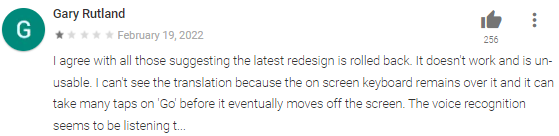 G
Gary Rutland
February 19, 2022
256
I agree with all those suggesting the latest redesign is rolled back. It doesn't work and is un-
usable. I can't see the translation because the on screen keyboard remains over it and it can
take many taps on 'Go' before it eventually moves off the screen. The voice recognition
seems to be listening t...